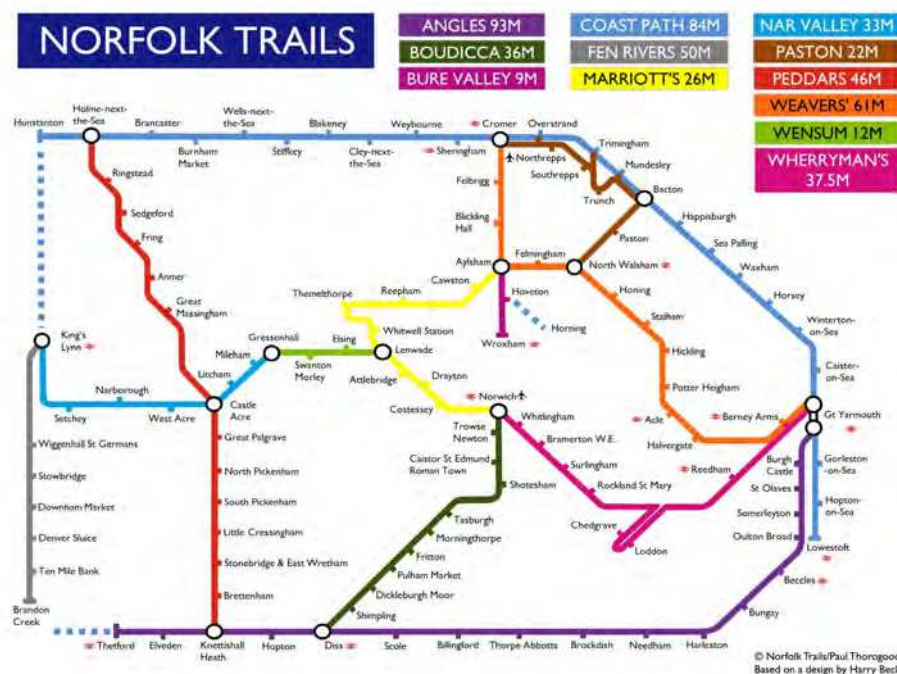 NORFOLK TRAILS
ANGLES 93M
BOUDICCA 36M
BURE VALLEY 9M
COAST PATH 84M
FEN RIVERS 50M
MARRIOTT'S 26M
NAR VALLEY 33M
PASTON 22M
PEDDARS 46M
WEAVERS' 61M
WENSUM 12M
WHERRYMAN'S
37.5M
Hunstanton
Holme-next-
the-Sea
Brancaster
Burnham
Market
Wells-next-
the-Sea
Stiffkey
Blakeney
Cley-next-
the-Sea
Weybourne
Sheringham
Cromer
Overstrand
Northrepps
Southrepps
Trimingham
Mundesley
Trunch
Bacton
Paston
Happisburgh
Sea Palling
Waxham
Horsey
Winterton-
on-Sea
Caister-
on-Sea
Gt Yarmouth
Gorleston-
on-Sea
Hopton-
on-Sea
Lowestoft
Ringstead
Sedgeford
Fring
Anmer
Great
Massingham
Felbrigg
Blickling
Hall
Aylsham
Felmingham
North Walsham
Honing
Stalham
Hickling
Potter Heigham
Acle
Halvergate
Berney Arms
Cawston
Reepham
Themelthorpe
Whitwell Station
Lenwade
Attlebridge
Drayton
Costessey
Norwich
Hoveton
Horning
Wroxham
King's
Lynn
Setchey
Narborough
West Acre
Castle
Acre
Litcham
Mileham
Gressenhall
Swanton
Morley
Elsing
Wiggenhall St Germans
Stowbridge
Downham Market
Denver Sluice
Ten Mile Bank
Brandon
Creek
Great Palgrave
North Pickenham
South Pickenham
Little Cressingham
Stonebridge & East Wretham
Brettenham
Trowse
Newton
Caistor St Edmund
Roman Town
Shotesham
Tasburgh
Morningthorpe
Fritton
Pulham Market
Dickleburgh Moor
Shimpling
Whitlingham
Bramerton W.E.
Surlingham
Rockland St Mary
Chedgrave
Loddon
Reedham
Burgh
Castle
St Olaves
Somerleyton
Oulton Broad
Beccles
Bungay
Thetford
Elveden
Knettishall
Heath
Hopton
Diss
Scole
Billingford
Thorpe Abbotts
Brockdish
Needham
Harleston
© Norfolk Trails/Paul Thorogood
Based on a design by Harry Beck